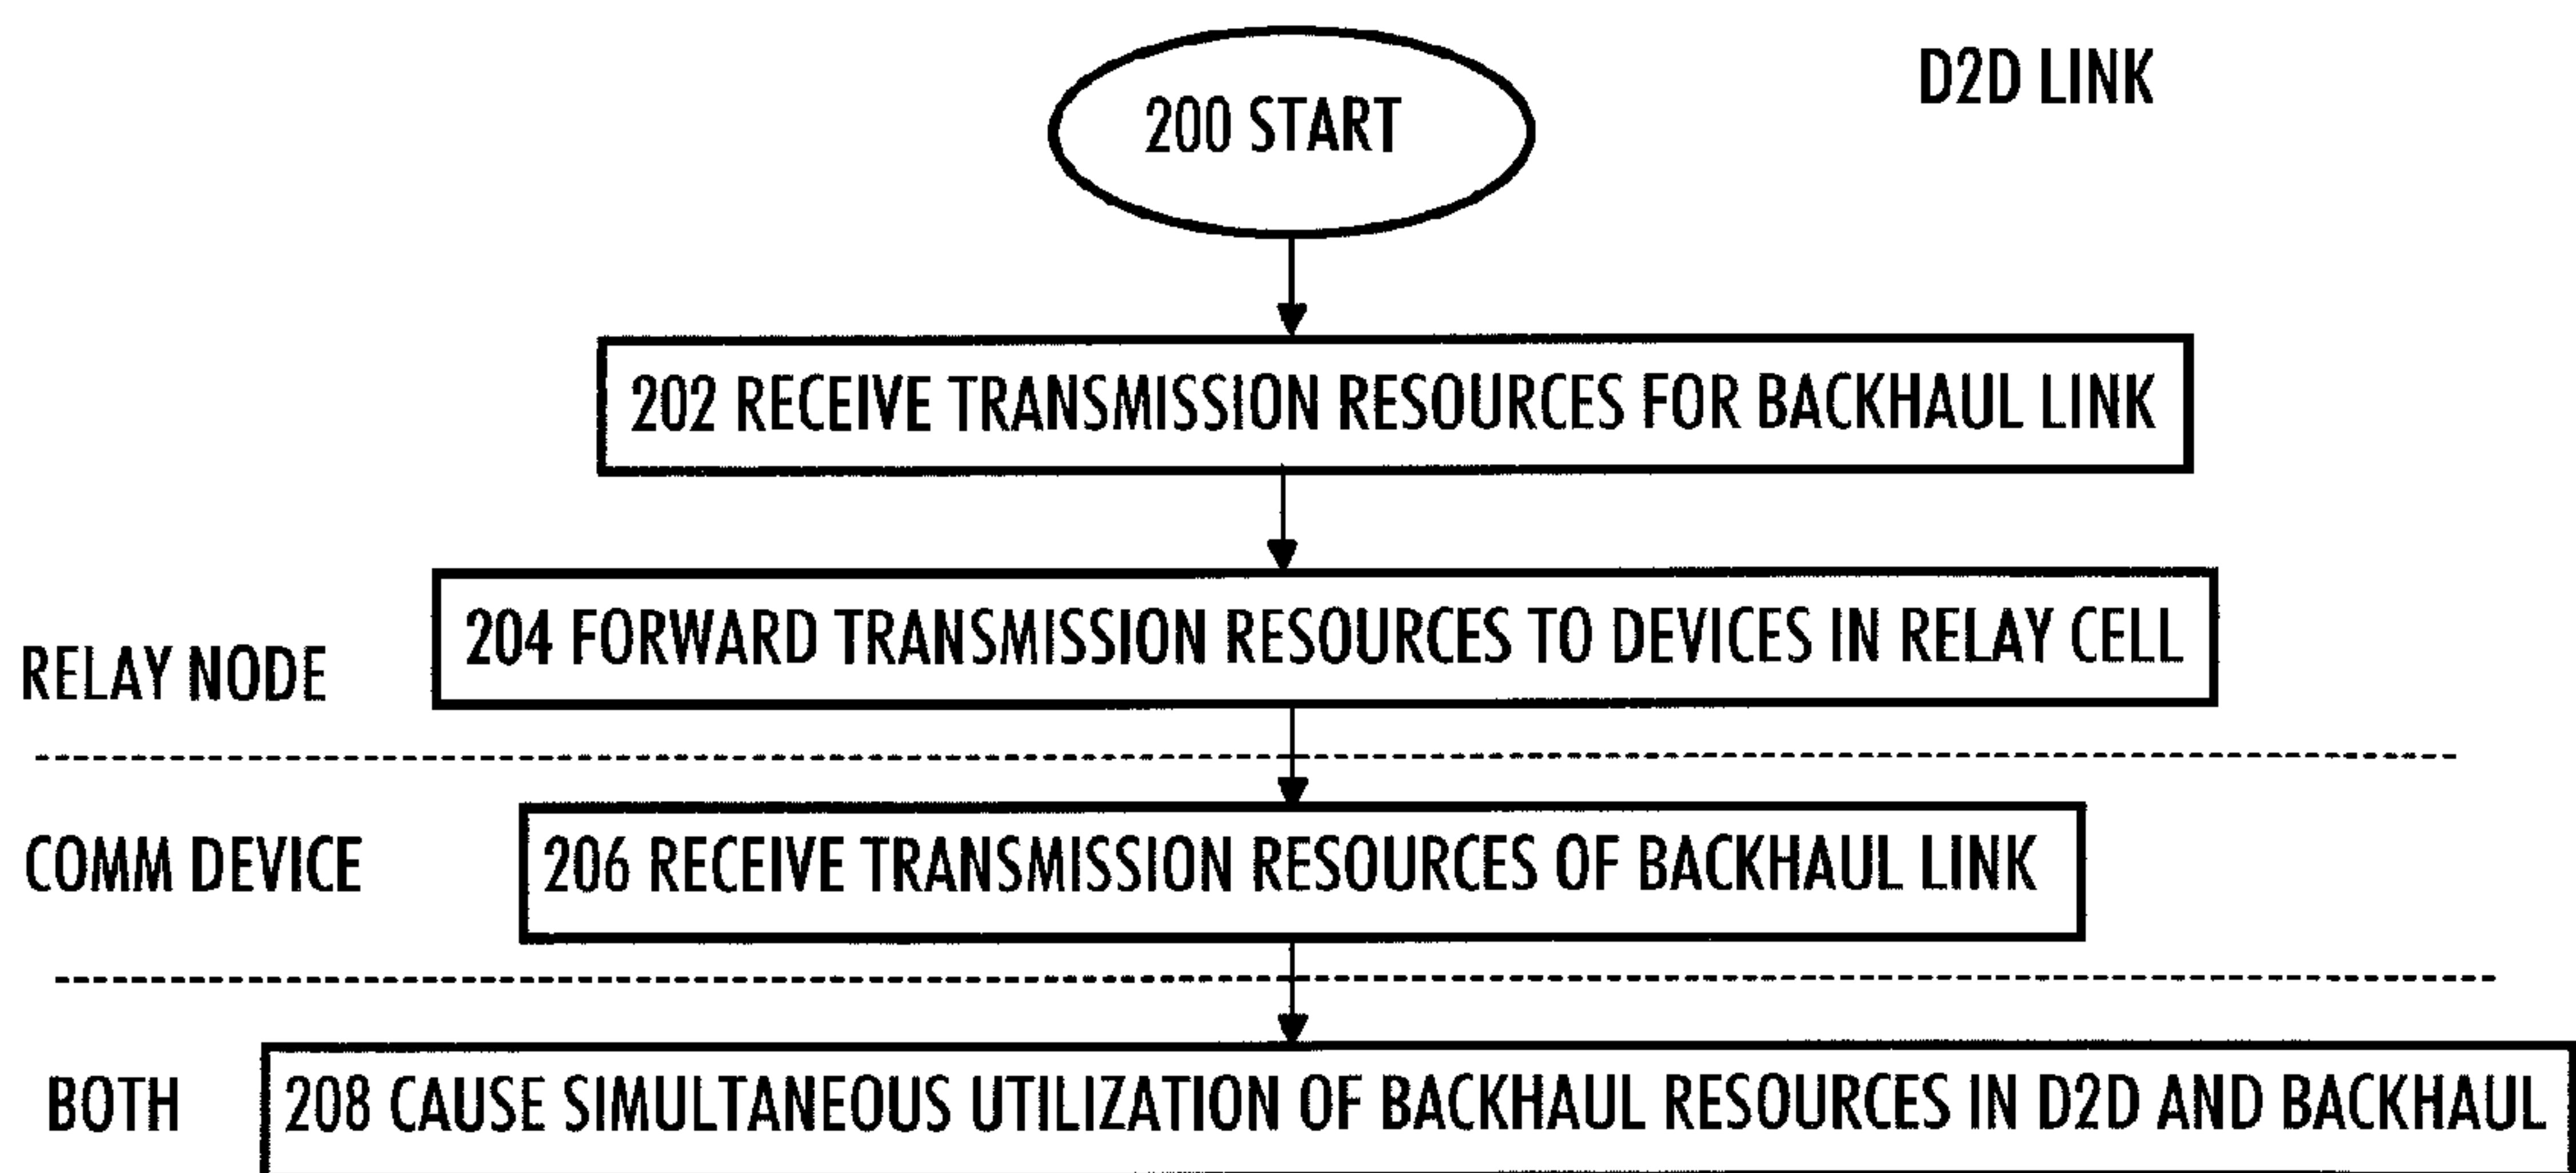 D2D LINK
200 START
202 RECEIVE TRANSMISSION RESOURCES FOR BACKHAUL LINK
204 FORWARD TRANSMISSION RESOURCES TO DEVICES IN RELAY CELL
RELAY NODE
COMM DEVICE
206 RECEIVE TRANSMISSION RESOURCES OF BACKHAUL LINK
BOTH
208 CAUSE SIMULTANEOUS UTILIZATION OF BACKHAUL RESOURCES IN D2D AND BACKHAUL